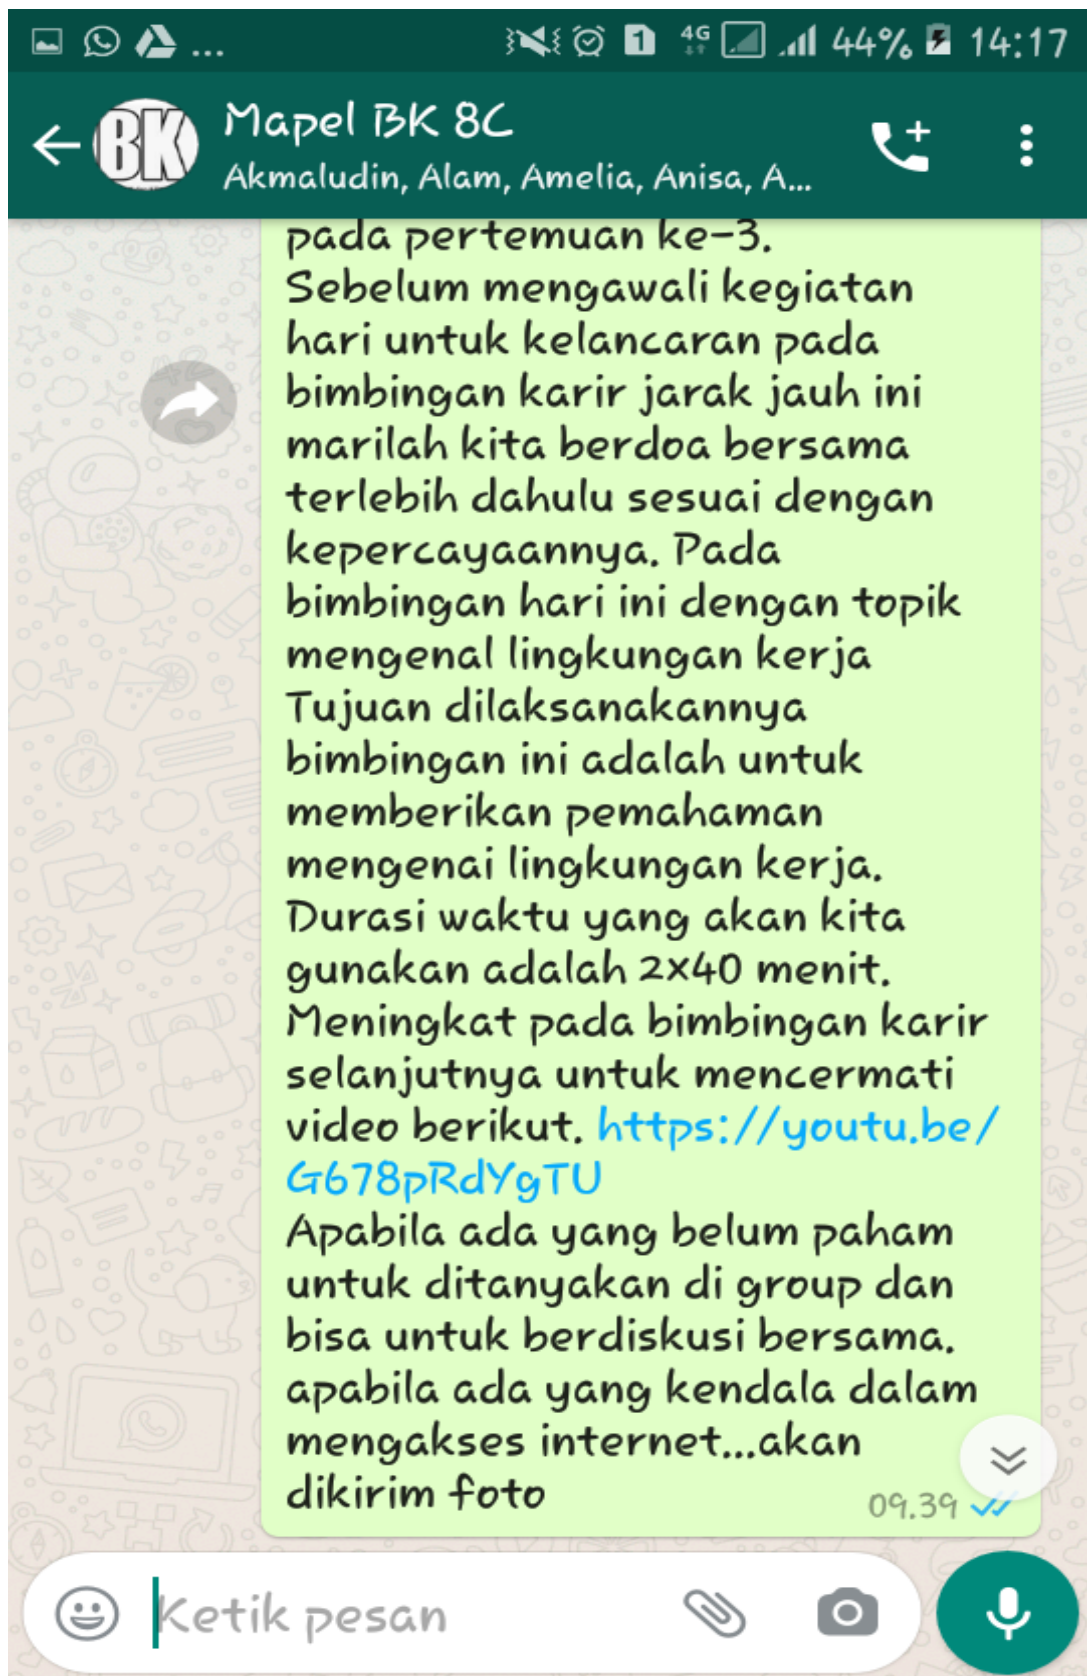 ... 4G 44% 14:17
BK Mapel BK 8C
Akmaludin, Alam, Amelia, Anisa, A...
pada pertemuan ke-3.
Sebelum mengawali kegiatan
hari untuk kelancaran pada
bimbingan karir jarak jauh ini
marilah kita berdoa bersama
terlebih dahulu sesuai dengan
kepercayaannya. Pada
bimbingan hari ini dengan topik
mengenal lingkungan kerja
Tujuan dilaksanakannya
bimbingan ini adalah untuk
memberikan pemahaman
mengenai lingkungan kerja.
Durasi waktu yang akan kita
gunakan adalah 2x40 menit.
Meningkat pada bimbingan karir
selanjutnya untuk mencermati
video berikut. https://youtu.be/
G678pRdYgTU
Apabila ada yang belum paham
untuk ditanyakan di group dan
bisa untuk berdiskusi bersama.
apabila ada yang kendala dalam
mengakses internet...akan
dikirim foto
09.39
Ketik pesan